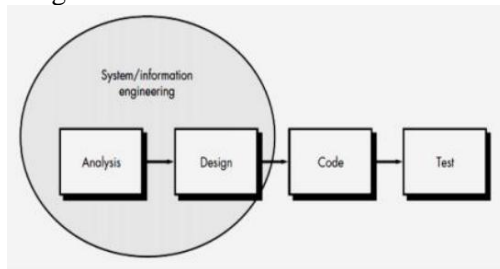 System/information
engineering
Analysis
Design
Code
Test